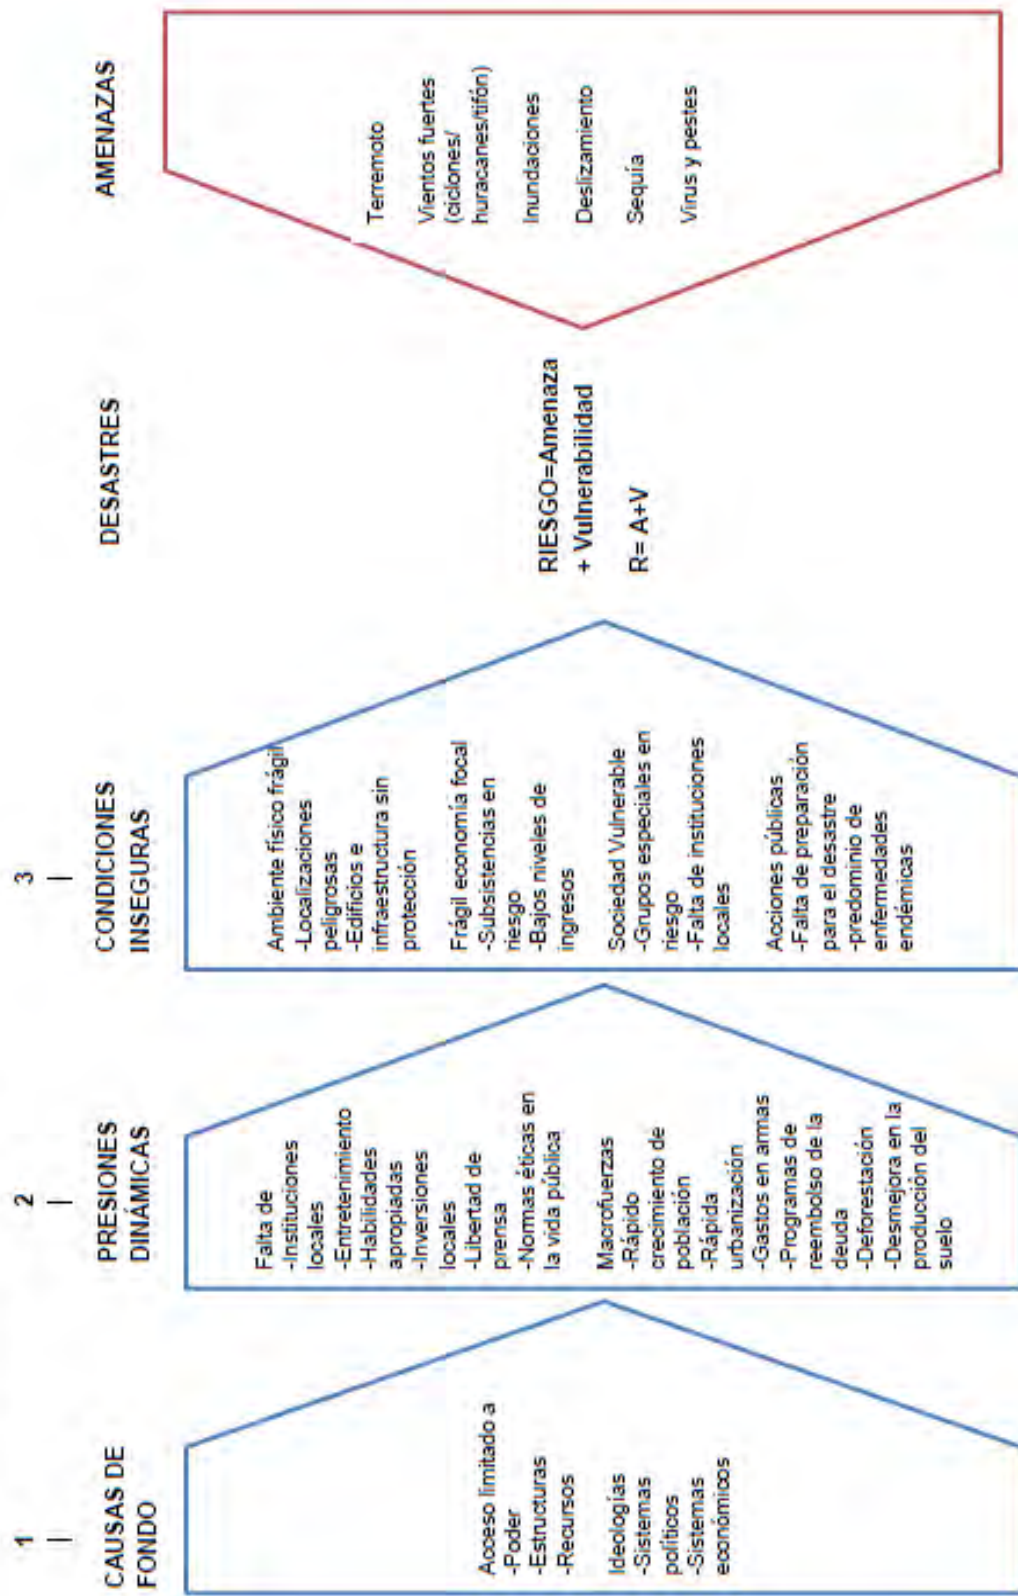 1
CAUSAS DE
FONDO
Acceso limitado a
-Poder
-Estructuras
-Recursos
Ideologías
-Sistemas
políticos
-Sistemas
económicos
2
PRESIONES
DINÁMICAS
Falta de
-Instituciones
locales
-Entretenimiento
-Habilidades
apropiadas
-Inversiones
locales
-Libertad de
prensa
-Normas éticas en
la vida pública
Macrofuerzas
-Rápido
crecimiento de
población
-Rápida
urbanización
-Gastos en armas
-Programas de
reembolso de la
deuda
-Deforestación
-Desmejora en la
producción del
suelo
3
CONDICIONES
INSEGURAS
Ambiente físico frágil
-Localizaciones
peligrosas
-Edificios e
infraestructura sin
protección
Frágil economía focal
-Subsistencias en
riesgo
-Bajos niveles de
ingresos
Sociedad Vulnerable
-Grupos especiales en
riesgo
-Falta de instituciones
locales
Acciones públicas
-Falta de preparación
para el desastre
-predominio de
enfermedades
endémicas
DESASTRES
RIESGO=Amenaza
+ Vulnerabilidad
R= A+V
AMENAZAS
Terremoto
Vientos fuertes
(ciclones/
huracanes/tifón)
Inundaciones
Deslizamiento
Sequía
Virus y pestes